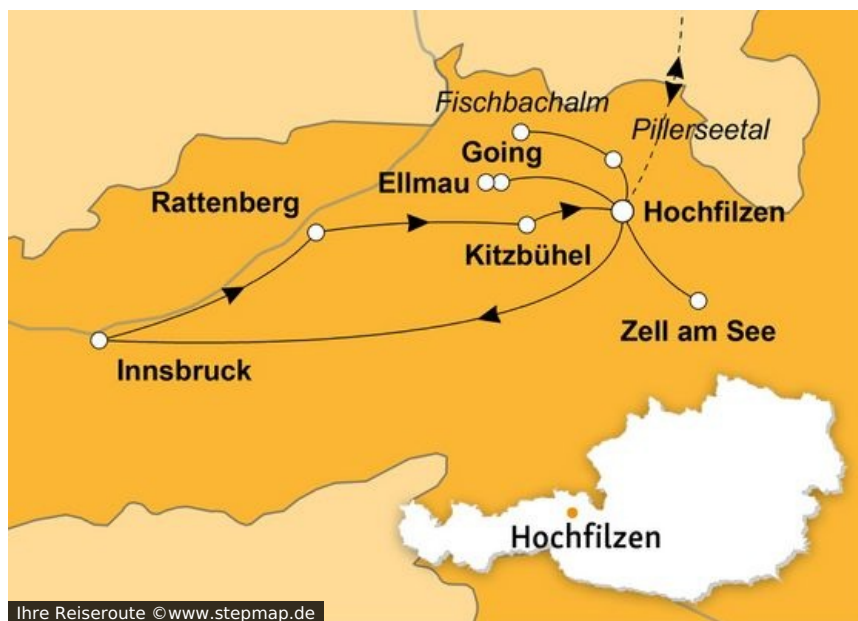 Fischbachalm
Pillerseetal
Going
Ellmau
Rattenberg
Hochfilzen
Kitzbühel
Zell am See
Innsbruck
Hochfilzen
Ihre Reiseroute ©www.stepmap.de